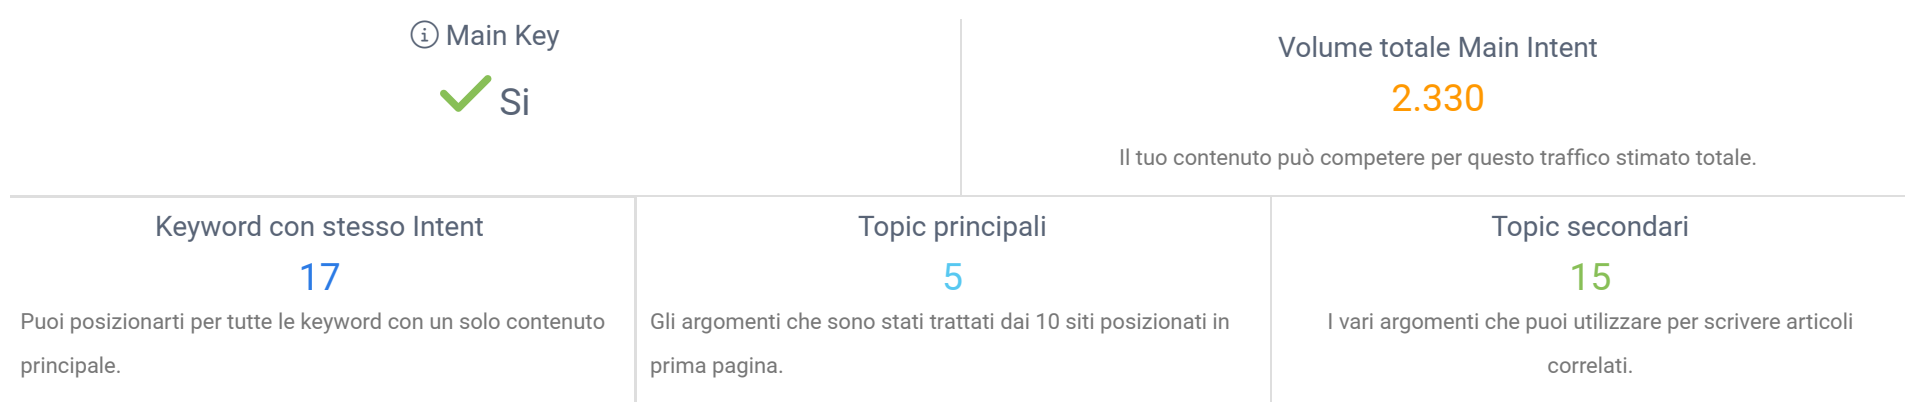 Main Key
Si
Volume totale Main Intent
2.330
Il tuo contenuto può competere per questo traffico stimato totale.
Keyword con stesso Intent
17
Puoi posizionarti per tutte le keyword con un solo contenuto
principale.
Topic principali
5
Gli argomenti che sono stati trattati dai 10 siti posizionati in
prima pagina.
Topic secondari
15
I vari argomenti che puoi utilizzare per scrivere articoli
correlati.